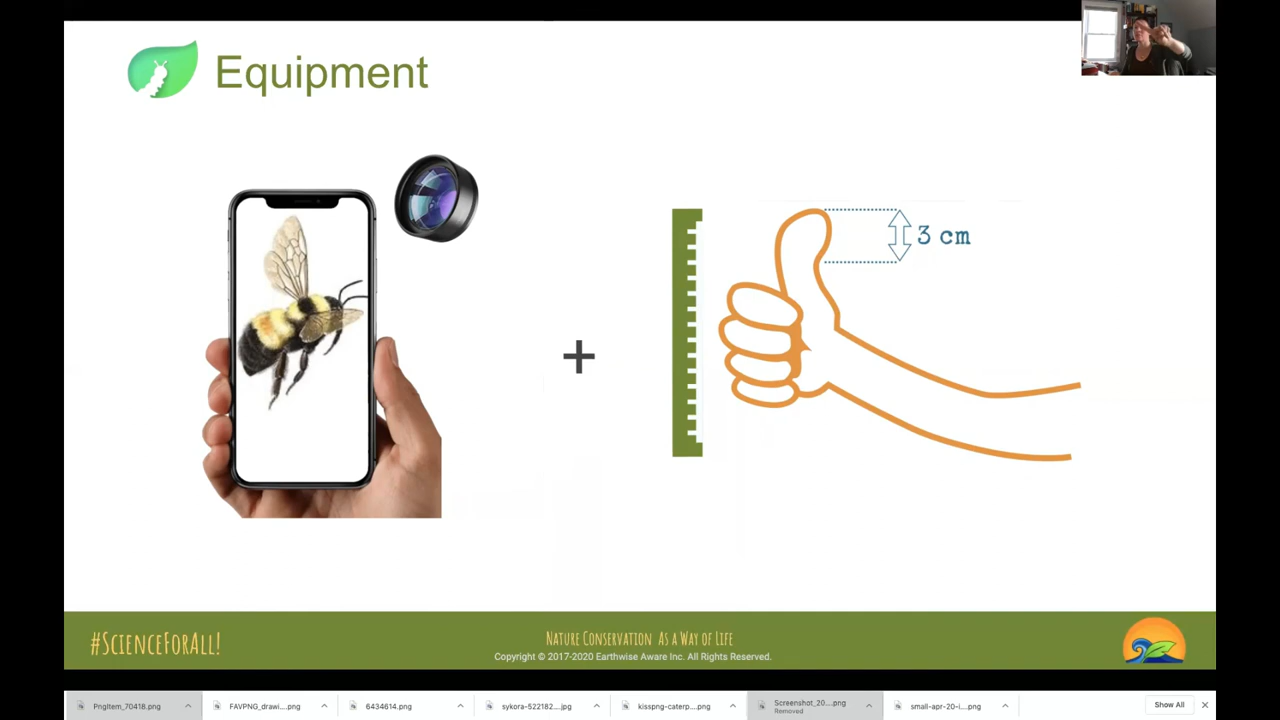 Equipment
+
3 cm
#ScienceForAll!
Nature Conservation As a Way of Life
Copyright © 2017-2020 Earthwise Aware Inc. All Rights Reserved.
PngItem_70418.png
FAVPNG_drawi....png
6434614.png
sykora-522182....jpg
kisspng-caterp....png
Screenshot_20....png
Removed
small-apr-20-i....png
Show All